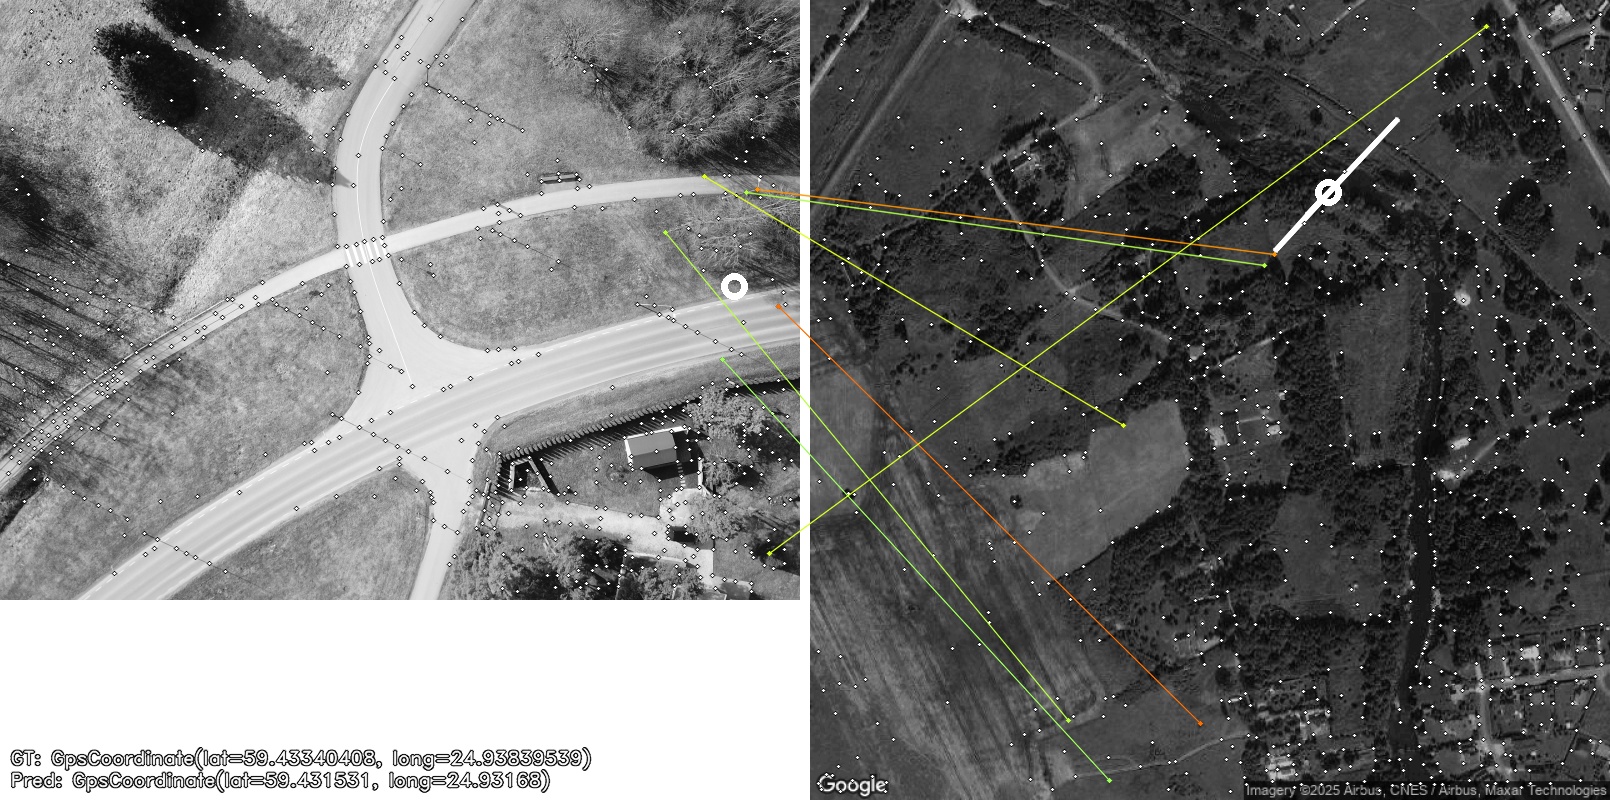 GT: GpsCoordinate(lat=59.43340408, long=24.93839539)
Pred: GpsCoordinate(lat=59.431531, long=24.93168)
Google
Imagery ©2025 Airbus, CNES / Airbus, Maxar Technologies